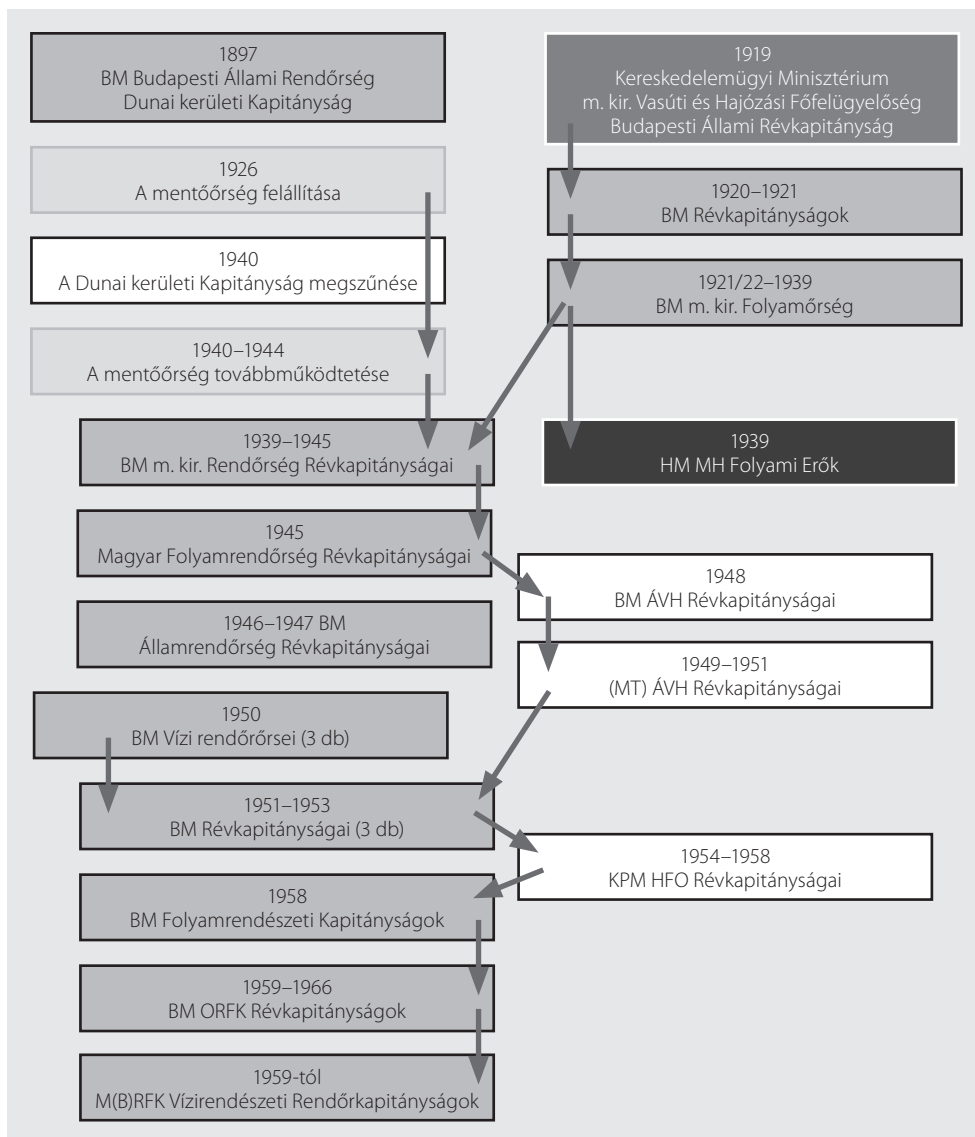 1897
BM Budapesti Állami Rendőrség
Dunai kerületi Kapitányság
1919
Kereskedelemügyi Minisztérium
m. kir. Vasúti és Hajózási Főfelügyelőség
Budapesti Állami Révkapitányság
1926
A mentőőrség felállítása
1920–1921
BM Révkapitányságok
1940
A Dunai kerületi Kapitányság megszűnése
1921/22–1939
BM m. kir. Folyamőrség
1940–1944
A mentőőrség továbbműködtetése
1939–1945
BM m. kir. Rendőrség Révkapitányságai
1939
HM MH Folyami Erők
1945
Magyar Folyamrendőrség Révkapitányságai
1948
BM ÁVH Révkapitányságai
1946–1947 BM
Államrendőrség Révkapitányságai
1949–1951
(MT) ÁVH Révkapitányságai
1950
BM Vízi rendőrőrsei (3 db)
1951–1953
BM Révkapitányságai (3 db)
1954–1958
KPM HFO Révkapitányságai
1958
BM Folyamrendészeti Kapitányságok
1959–1966
BM ORFK Révkapitányságok
1959-tól
M(B)RFK Vízirendészeti Rendőrkapitányságok